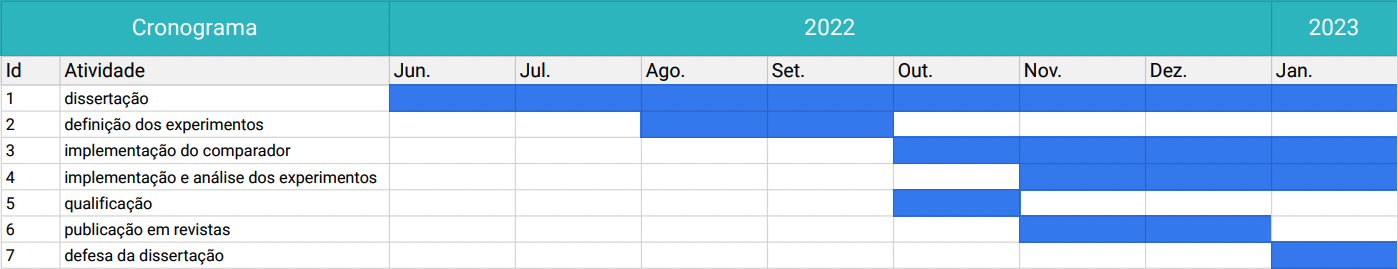 Cronograma 2022 2023
Id Atividade Jun. Jul. Ago. Set. Out. Nov. Dez. Jan.
1 dissertação
2 definição dos experimentos
3 implementação do comparador
4 implementação e análise dos experimentos
5 qualificação
6 publicação em revistas
7 defesa da dissertação